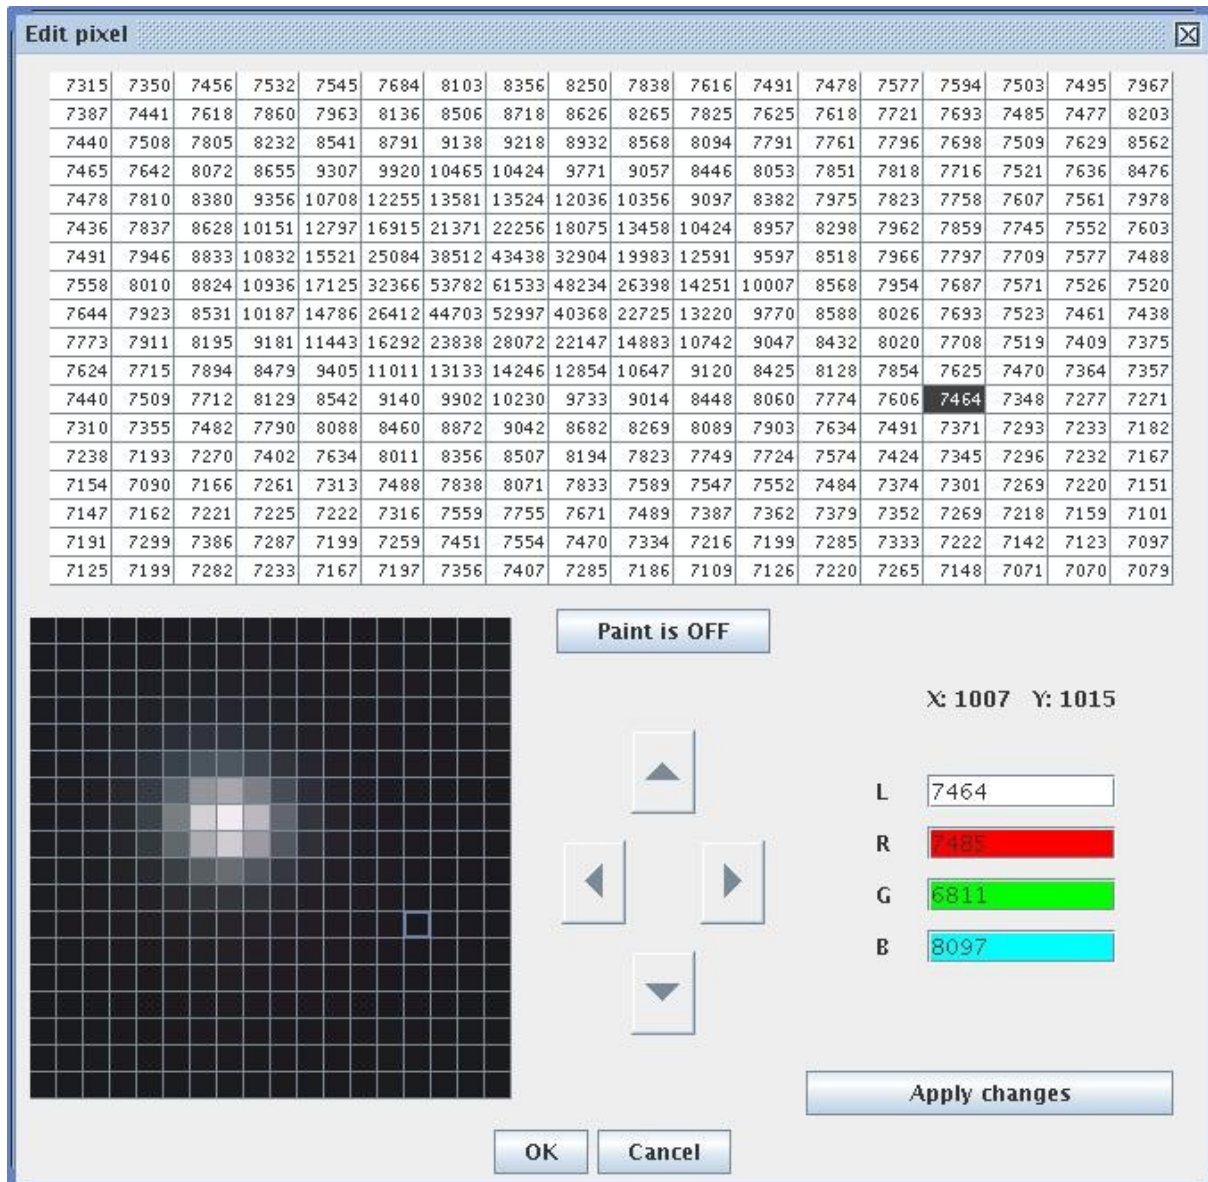 Edit pixel
7315 7350 7456 7532 7545 7684 8103 8356 8250 7838 7616 7491 7478 7577 7594 7503 7495 7967
7387 7441 7618 7860 7963 8136 8506 8718 8626 8265 7825 7625 7618 7721 7693 7485 7477 8203
7440 7508 7805 8232 8541 8791 9138 9218 8932 8568 8094 7791 7761 7796 7698 7509 7629 8562
7465 7642 8072 8655 9307 9920 10465 10424 9771 9057 8446 8053 7851 7818 7716 7521 7636 8476
7478 7810 8380 9356 10708 12255 13581 13524 12036 10356 9097 8382 7975 7823 7758 7607 7561 7978
7436 7837 8628 10151 12797 16915 21371 22256 18075 13458 10424 8957 8298 7962 7859 7745 7552 7603
7491 7946 8833 10832 15521 25084 38512 43438 32904 19983 12591 9597 8518 7966 7797 7709 7577 7488
7558 8010 8824 10936 17125 32366 53782 61533 48234 26398 14251 10007 8568 7954 7687 7571 7526 7520
7644 7923 8531 10187 14786 26412 44703 52997 40368 22725 13220 9770 8588 8026 7693 7523 7461 7438
7773 7911 8195 9181 11443 16292 23838 28072 22147 14883 10742 9047 8432 8020 7708 7519 7409 7375
7624 7715 7894 8479 9405 11011 13133 14246 12854 10647 9120 8425 8128 7854 7625 7470 7364 7357
7440 7509 7712 8129 8542 9140 9902 10230 9733 9014 8448 8060 7774 7606 7464 7348 7277 7271
7310 7355 7482 7790 8088 8460 8872 9042 8682 8269 8089 7903 7634 7491 7371 7293 7233 7182
7238 7193 7270 7402 7634 8011 8356 8507 8194 7823 7749 7724 7574 7424 7345 7296 7232 7167
7154 7090 7166 7261 7313 7488 7838 8071 7833 7589 7547 7552 7484 7374 7301 7269 7220 7151
7147 7162 7221 7225 7222 7316 7559 7755 7671 7489 7387 7362 7379 7352 7269 7218 7159 7101
7191 7299 7386 7287 7199 7259 7451 7554 7470 7334 7216 7199 7285 7333 7222 7142 7123 7097
7125 7199 7282 7233 7167 7197 7356 7407 7285 7186 7109 7126 7220 7265 7148 7071 7070 7079
Paint is OFF
X: 1007 Y: 1015
L 7464
R 7485
G 6811
B 8097
Apply changes
OK Cancel